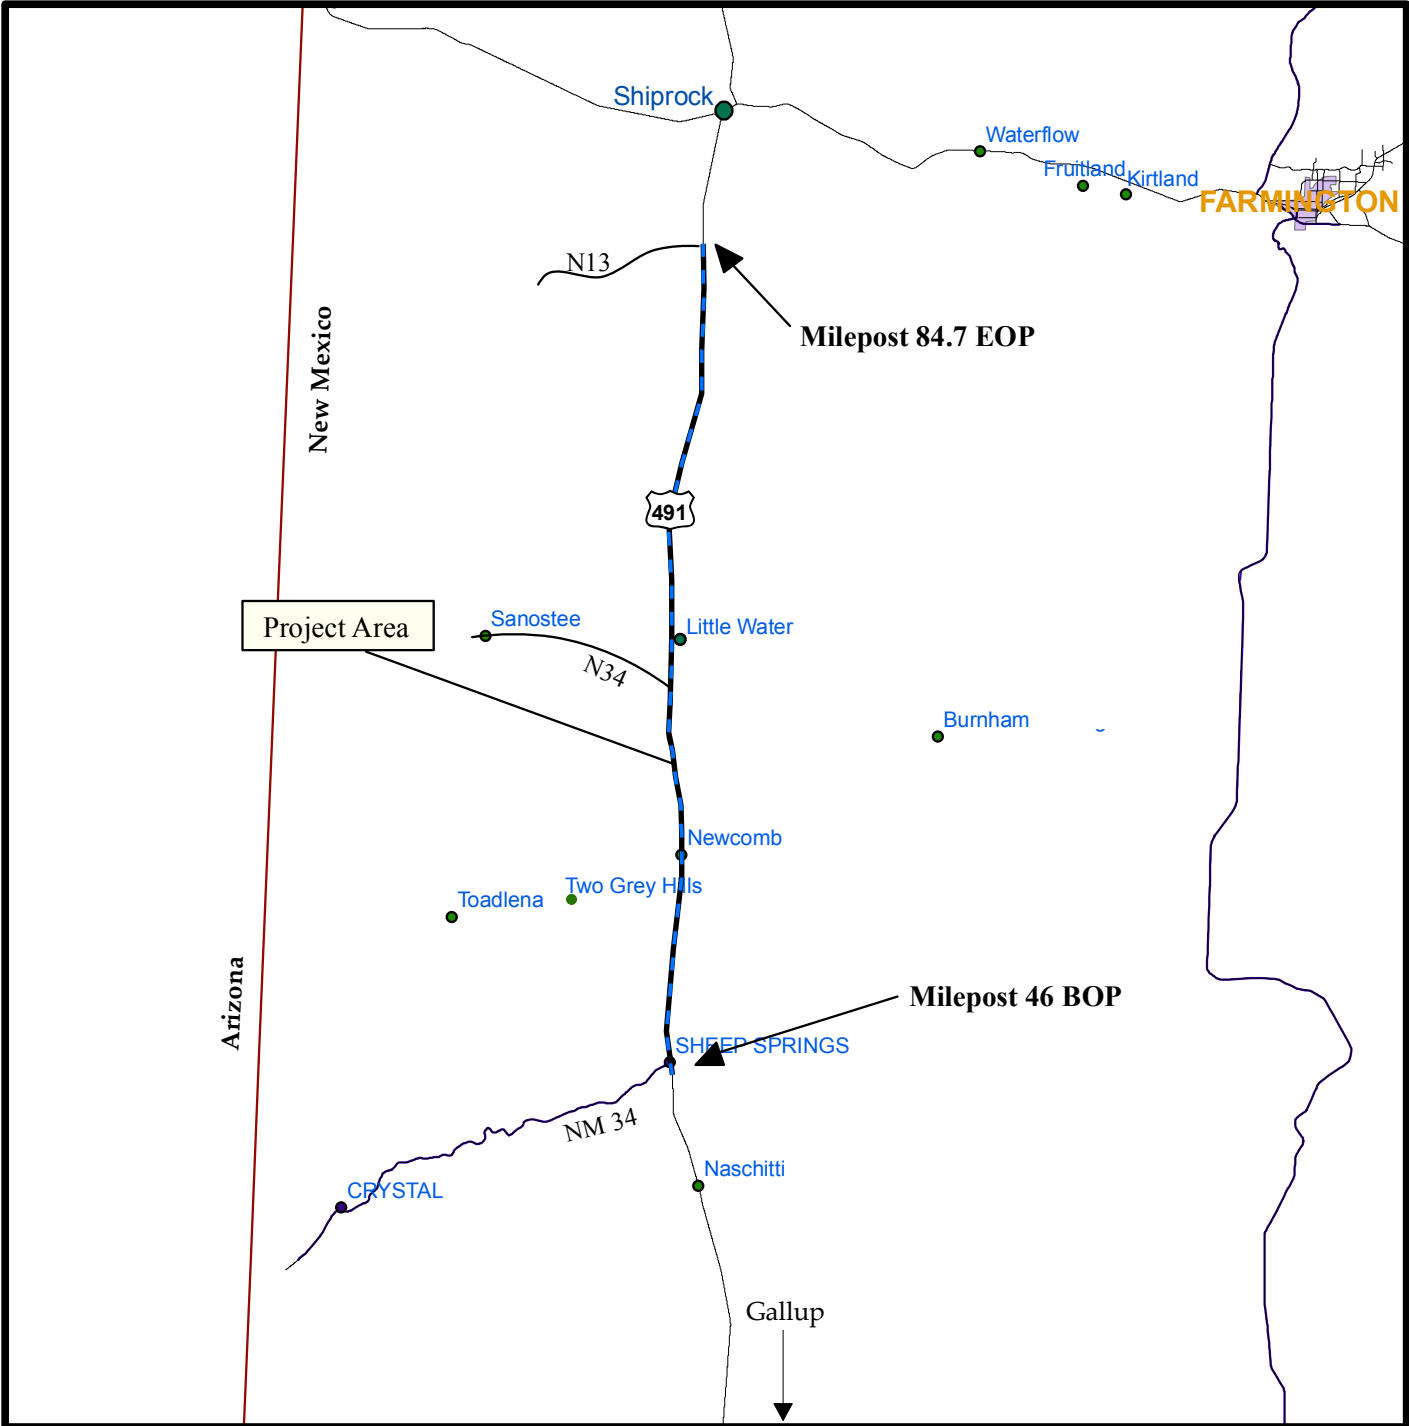 Shiprock
Waterflow
Fruitland
Kirtland
FARMINGTON
N13
Milepost 84.7 EOP
New Mexico
491
Project Area
Sanostee
Little Water
N34
Burnham
Newcomb
Two Grey Hills
Toadlena
Arizona
Milepost 46 BOP
SHEEP SPRINGS
NM 34
Naschitti
CRYSTAL
Gallup